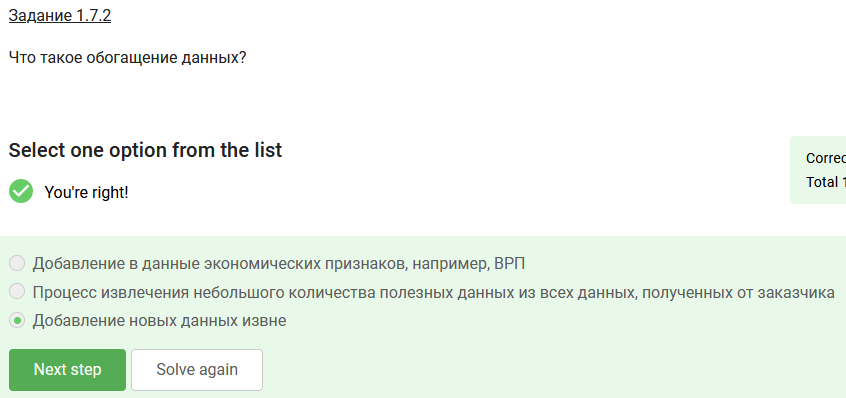 Задание 1.7.2
Что такое обогащение данных?
Select one option from the list
You're right!
Correc
Total 1
Добавление в данные экономических признаков, например, ВРП
Процесс извлечения небольшого количества полезных данных из всех данных, полученных от заказчика
Добавление новых данных извне
Next step
Solve again